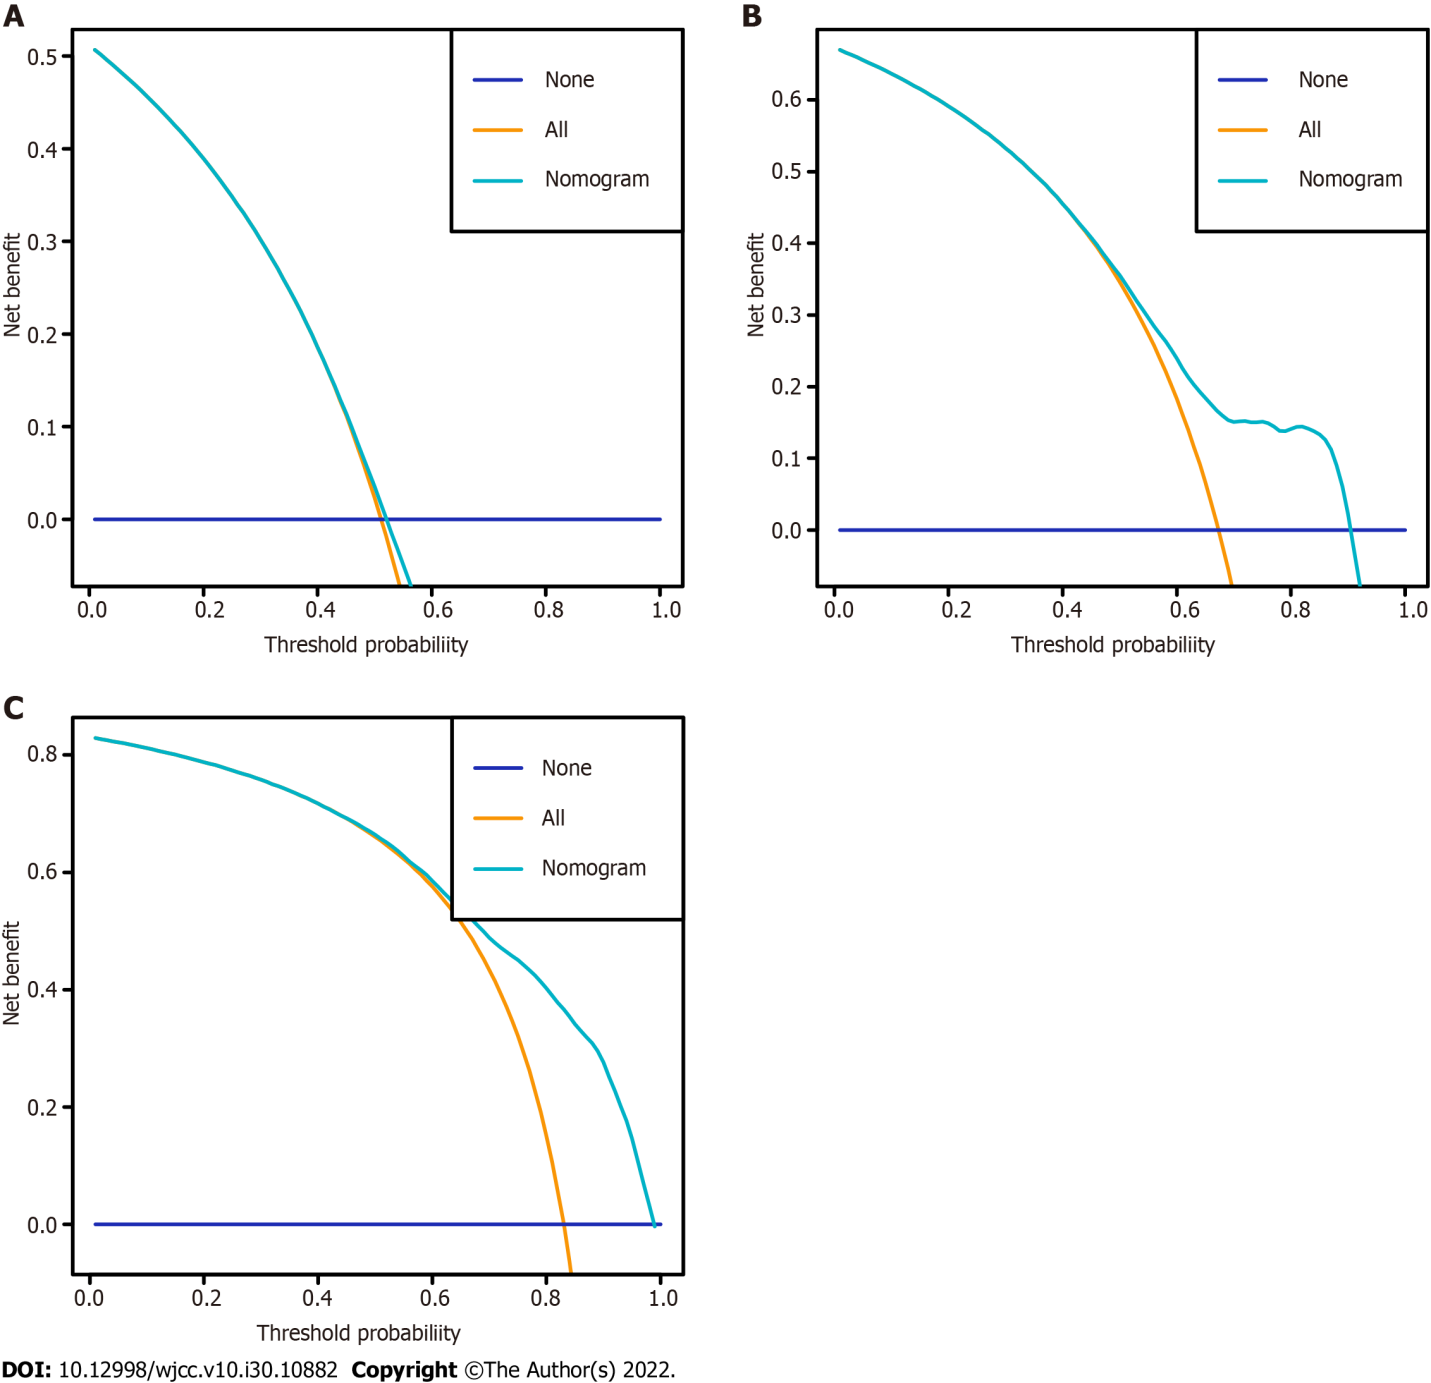 A
0.5
0.4
0.3
0.2
0.1
0.0
Net benefit
None
All
Nomogram
0.0 0.2 0.4 0.6 0.8 1.0
Threshold probabiliity
B
0.6
0.5
0.4
0.3
0.2
0.1
0.0
Net benefit
None
All
Nomogram
0.0 0.2 0.4 0.6 0.8 1.0
Threshold probabiliity
C
0.8
0.6
0.4
0.2
0.0
Net benefit
None
All
Nomogram
0.0 0.2 0.4 0.6 0.8 1.0
Threshold probabiliity
DOI: 10.12998/wjcc.v10.i30.10882 Copyright ©The Author(s) 2022.